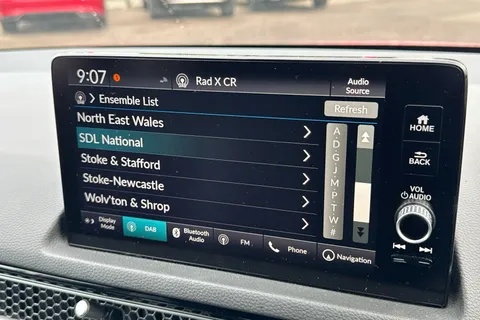 9:07
Rad X CR
Audio Source
Ensemble List
Refresh
North East Wales
SDL National
Stoke & Stafford
Stoke-Newcastle
Wolv'ton & Shrop
A
D
G
J
M
P
T
W
#
HOME
BACK
VOL
AUDIO
Display Mode
DAB
Bluetooth Audio
FM
Phone
Navigation